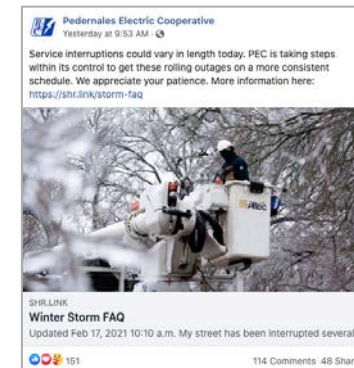 Pedernales Electric Cooperative
Yesterday at 9:53 AM ·
Service interruptions could vary in length today. PEC is taking steps
within its control to get these rolling outages on a more consistent
schedule. We appreciate your patience. More information here:
https://shr.link/storm-faq
SHR.LINK
Winter Storm FAQ
Updated Feb 17, 2021 10:10 a.m. My street has been interrupted several
151
114 Comments 48 Shar